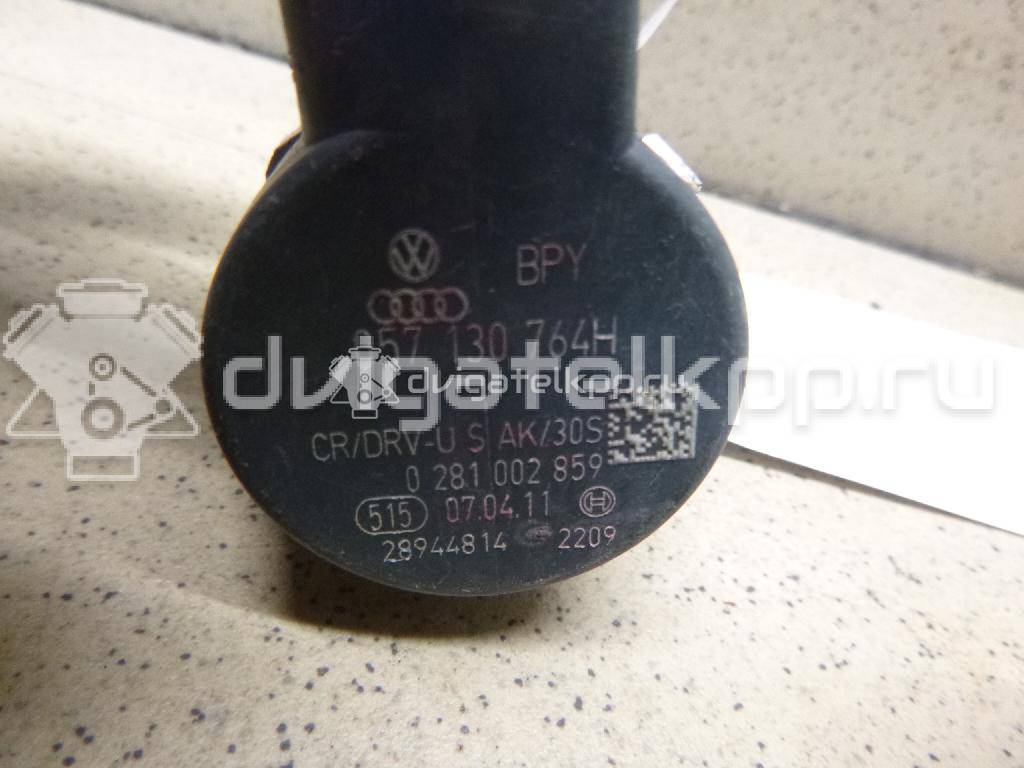 BPY
057 130 764H
dvigatelkpp.ru
dvigatelkpp.ru
CR/DRV-U S AK/30S
0 281 002 859
515 07.04.11
28944814 2209